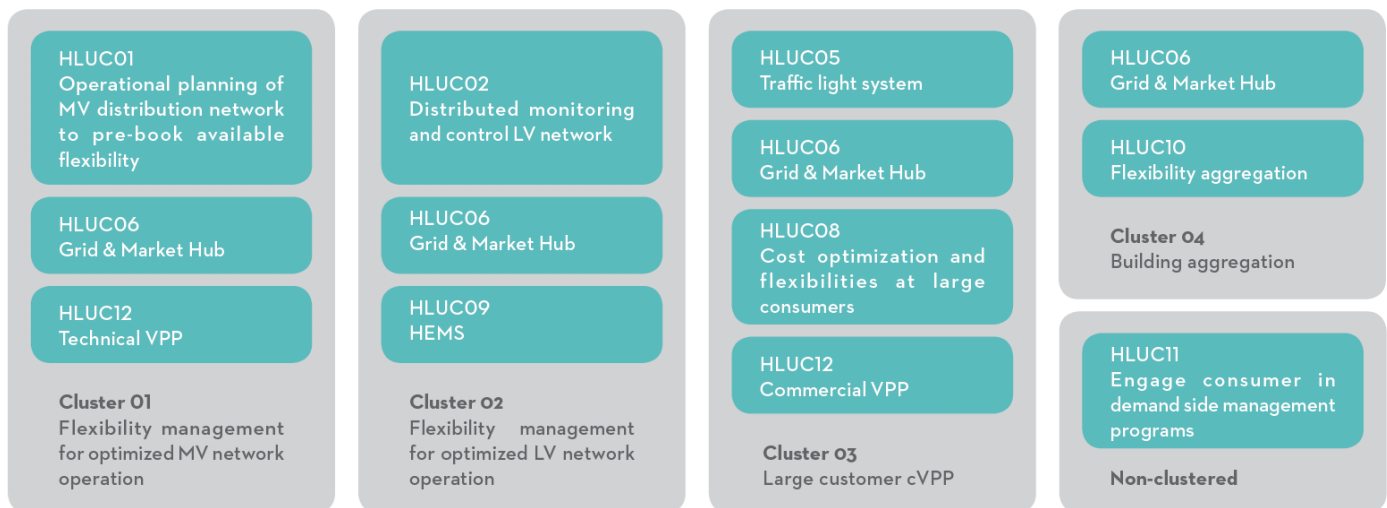 HLUC01
Operational planning of
MV distribution network
to pre-book available
flexibility
HLUC06
Grid & Market Hub
HLUC12
Technical VPP
Cluster 01
Flexibility management
for optimized MV network
operation
HLUC02
Distributed monitoring
and control LV network
HLUC06
Grid & Market Hub
HLUC09
HEMS
Cluster 02
Flexibility management
for optimized LV network
operation
HLUC05
Traffic light system
HLUC06
Grid & Market Hub
HLUC08
Cost optimization and
flexibilities at large
consumers
HLUC12
Commercial VPP
Cluster 03
Large customer cVPP
HLUC06
Grid & Market Hub
HLUC10
Flexibility aggregation
Cluster 04
Building aggregation
HLUC11
Engage consumer in
demand side management
programs
Non-clustered